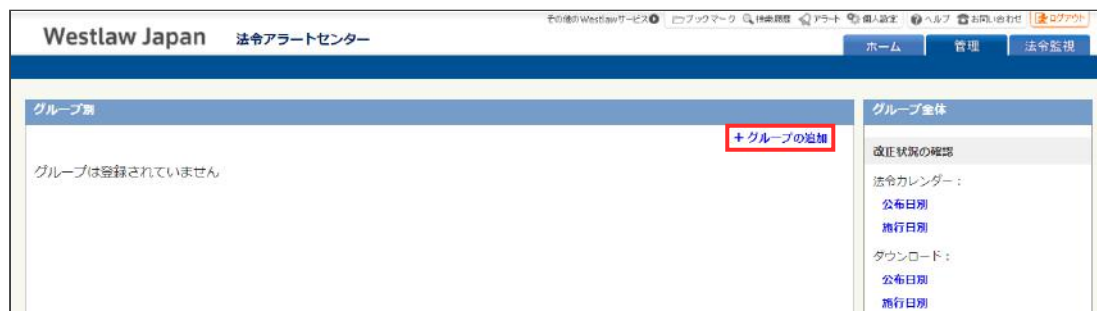 その他のWestlawサービス ブックマーク 検索履歴 アラート 個人設定 ヘルプ お問い合わせ ログアウト
Westlaw Japan 法令アラートセンター
ホーム 管理 法令監視
グループ別
+ グループの追加
グループは登録されていません
グループ全体
改正状況の確認
法令カレンダー：
公布日別
施行日別
ダウンロード：
公布日別
施行日別